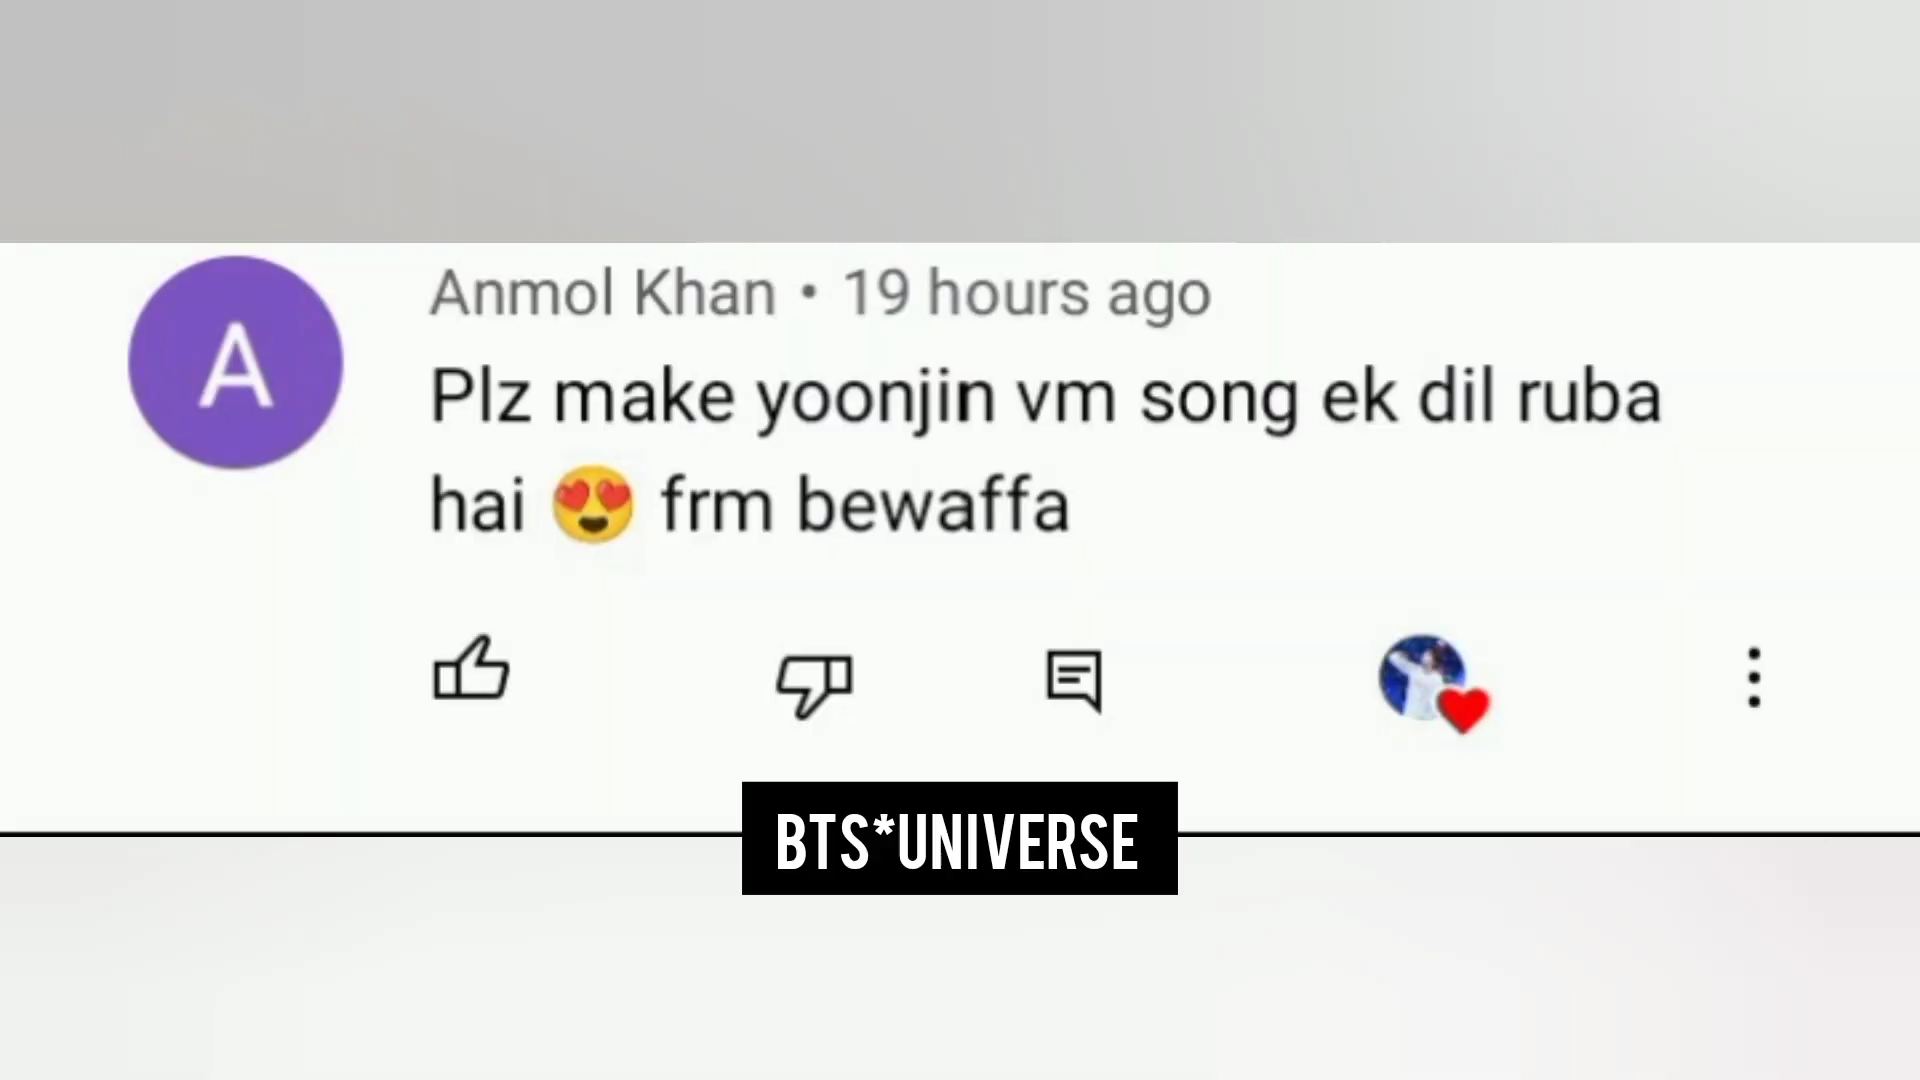 A
Anmol Khan • 19 hours ago
Plz make yoonjin vm song ek dil ruba
hai 😍 frm bewaffa
BTS*UNIVERSE